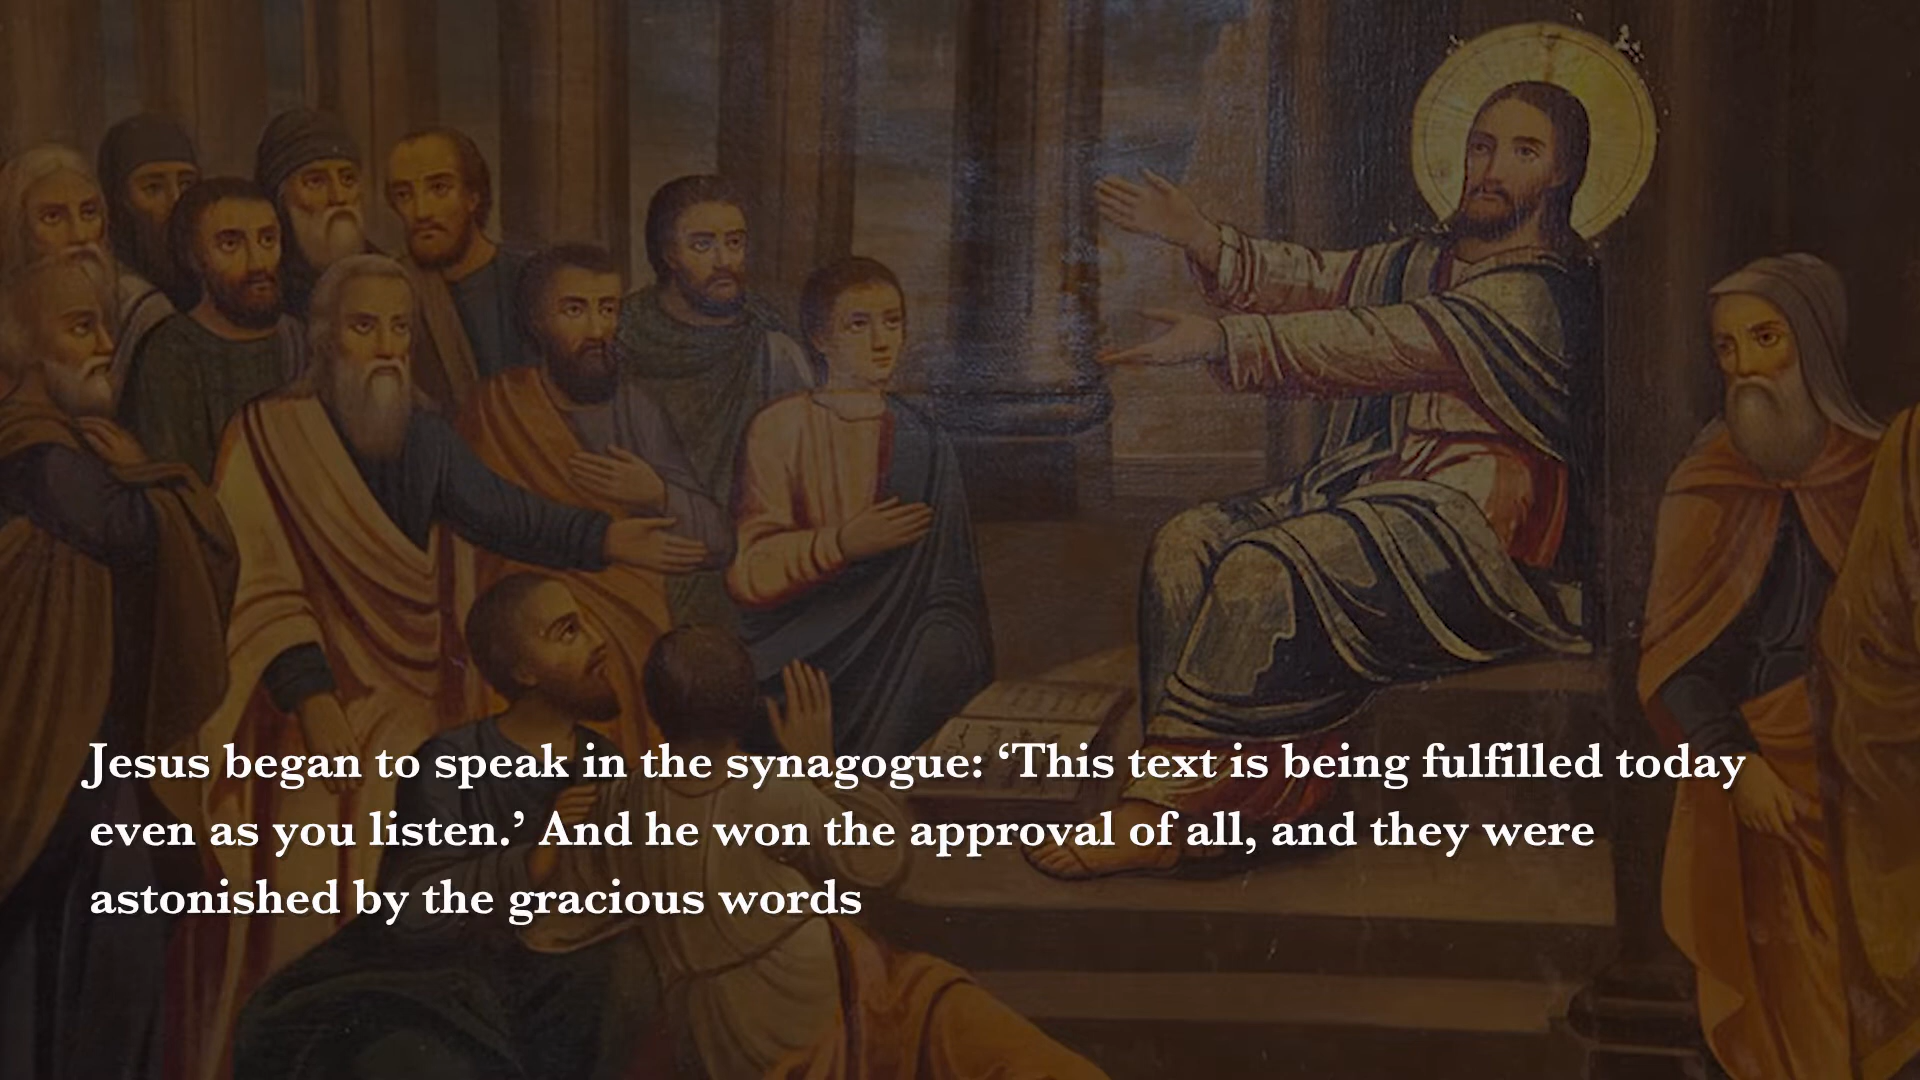 Jesus began to speak in the synagogue: ‘This text is being fulfilled today
even as you listen.’ And he won the approval of all, and they were
astonished by the gracious words